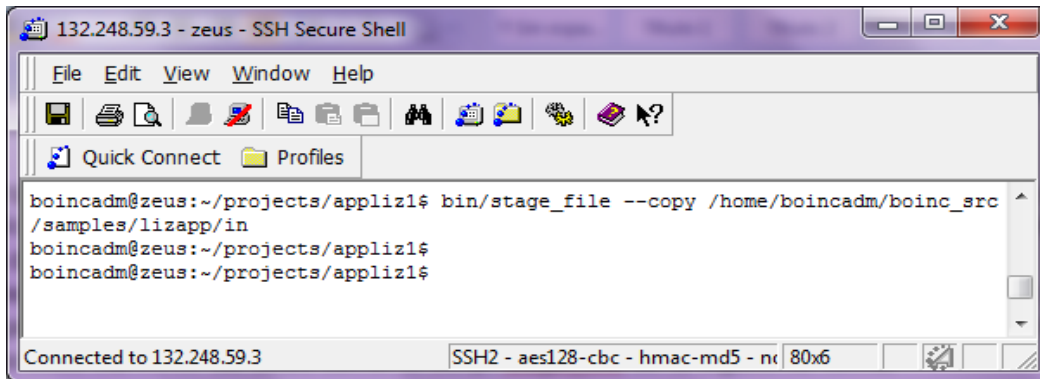 132.248.59.3 - zeus - SSH Secure Shell
File Edit View Window Help
Quick Connect Profiles
boincadm@zeus:~/projects/appliz1$ bin/stage_file --copy /home/boincadm/boinc_src
/samples/lizapp/in
boincadm@zeus:~/projects/appliz1$
boincadm@zeus:~/projects/appliz1$
Connected to 132.248.59.3 SSH2 - aes128-cbc - hmac-md5 - 80x6